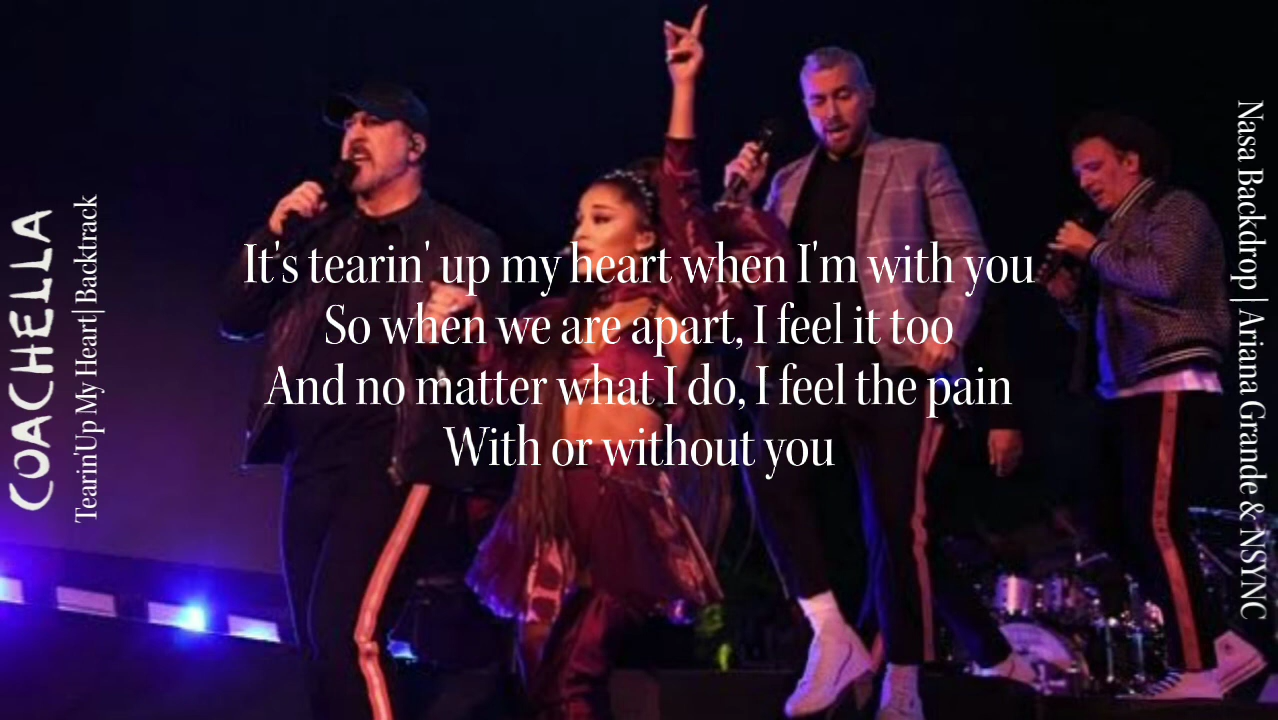 COACHELLA
Tearin'Up My Heart|Backtrack
It's tearin' up my heart when I'm with you
So when we are apart, I feel it too
And no matter what I do, I feel the pain
With or without you
Nasa Backdrop | Ariana Grande & NSYNC